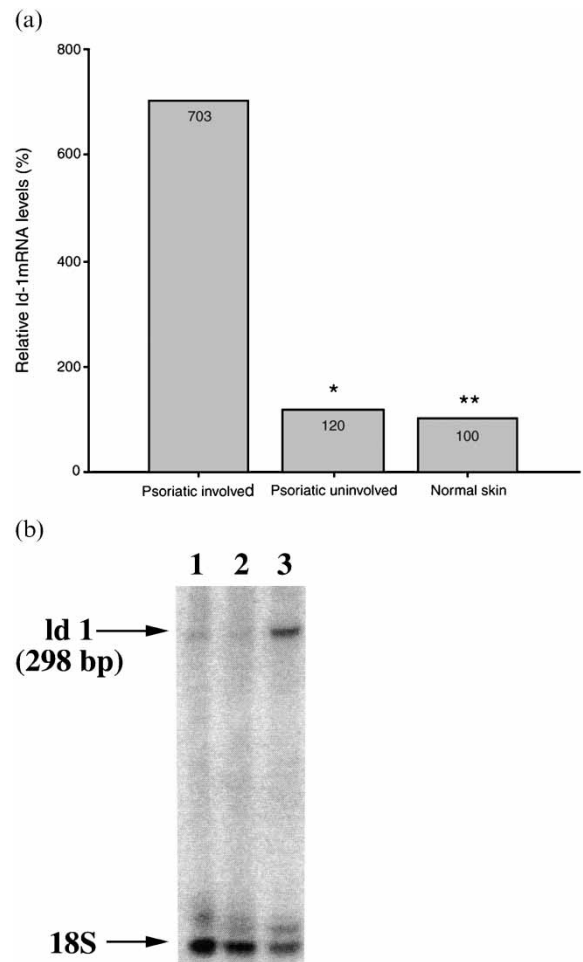 (a)
800
600
400
200
0
Relative Id-1mRNA levels (%)
703
120
100
*
**
Psoriatic involved
Psoriatic uninvolved
Normal skin
(b)
1 2 3
Id 1
(298 bp)
18S